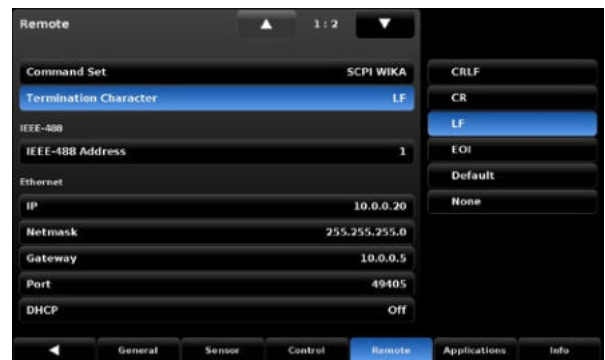 Remote 1 : 2
Command Set SCPI WIKA
Termination Character LF
IEEE-488
IEEE-488 Address 1
Ethernet
IP 10.0.0.20
Netmask 255.255.255.0
Gateway 10.0.0.5
Port 49405
DHCP Off
CRLF
CR
LF
EOI
Default
None
General Sensor Control Remote Applications Info